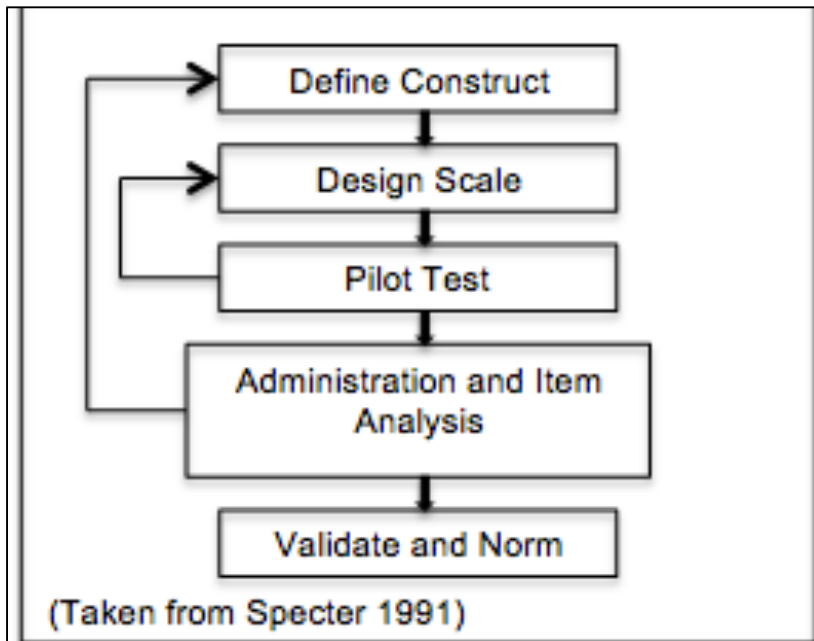 Define Construct
Design Scale
Pilot Test
Administration and Item
Analysis
Validate and Norm
(Taken from Specter 1991)